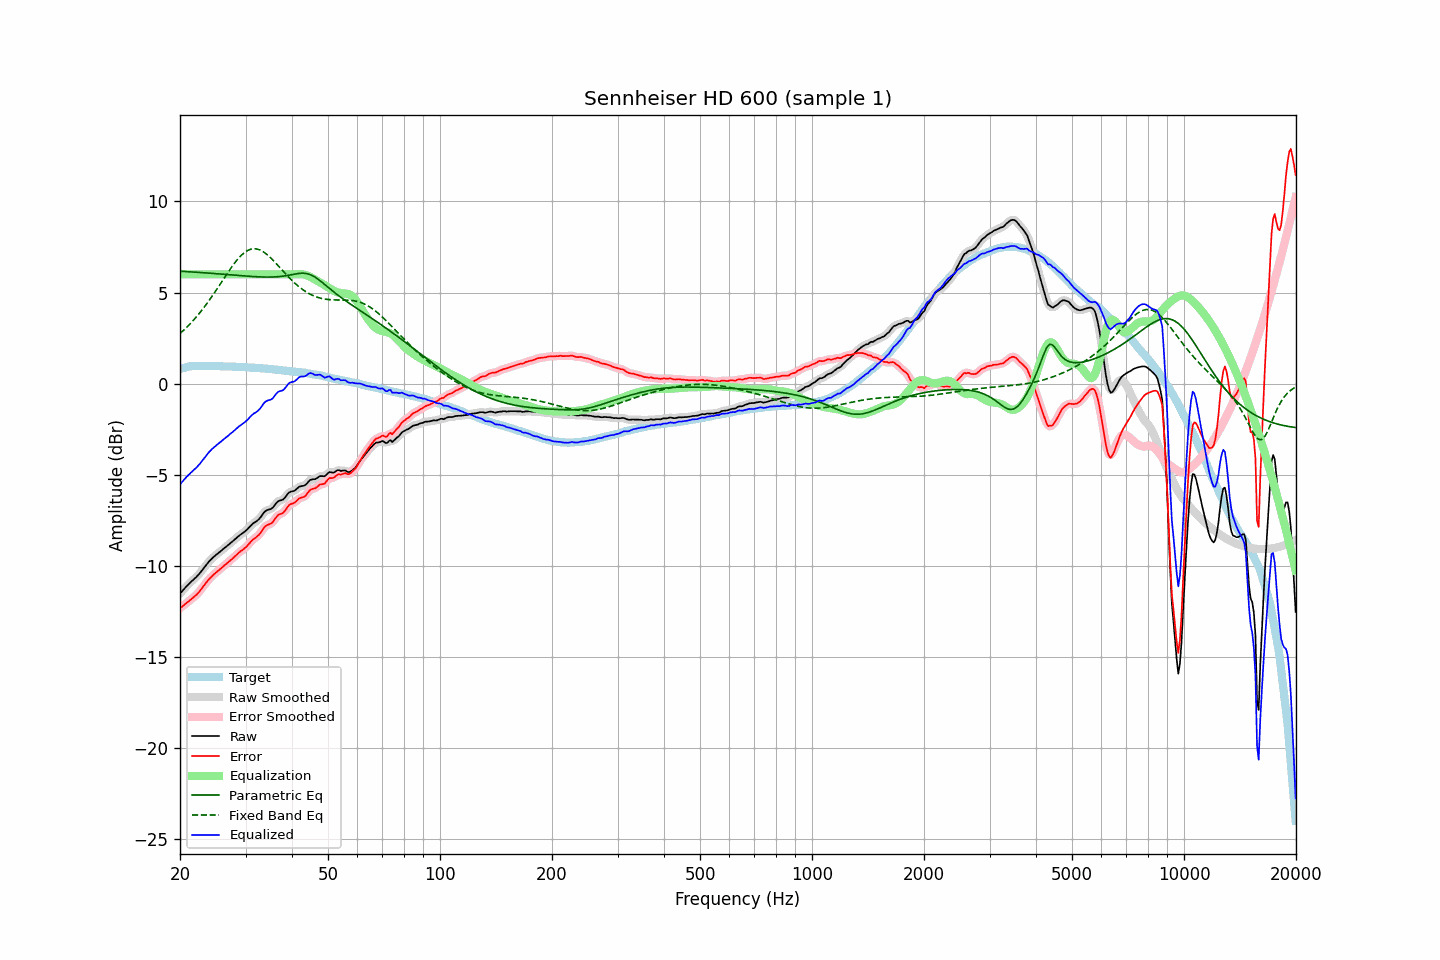 Sennheiser HD 600 (sample 1)
Amplitude (dBr)
10
5
0
−5
−10
−15
−20
−25
Target
Raw Smoothed
Error Smoothed
Raw
Error
Equalization
Parametric Eq
Fixed Band Eq
Equalized
20 50 100 200 500 1000 2000 5000 10000 20000
Frequency (Hz)